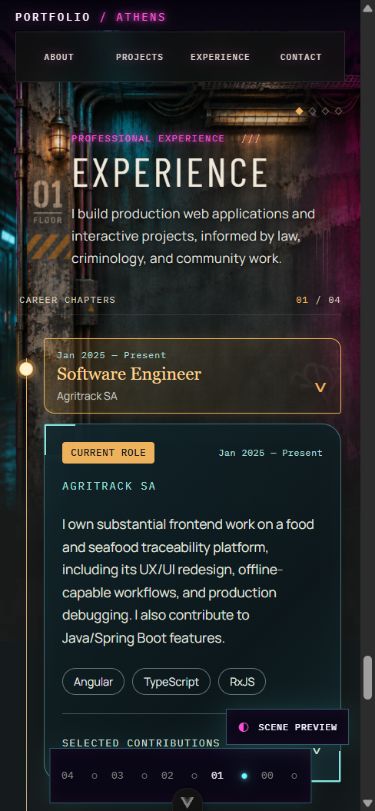 PORTFOLIO / ATHENS
ABOUT PROJECTS EXPERIENCE CONTACT
PROFESSIONAL EXPERIENCE ///
EXPERIENCE
01
FLOOR
I build production web applications and
interactive projects, informed by law,
criminology, and community work.
CAREER CHAPTERS 01 / 04
Jan 2025 — Present
Software Engineer
Agritrack SA
CURRENT ROLE Jan 2025 — Present
AGRITRACK SA
I own substantial frontend work on a food
and seafood traceability platform,
including its UX/UI redesign, offline-
capable workflows, and production
debugging. I also contribute to
Java/Spring Boot features.
Angular TypeScript RxJS
SCENE PREVIEW
SELECTED CONTRIBUTIONS
04 03 02 01 00